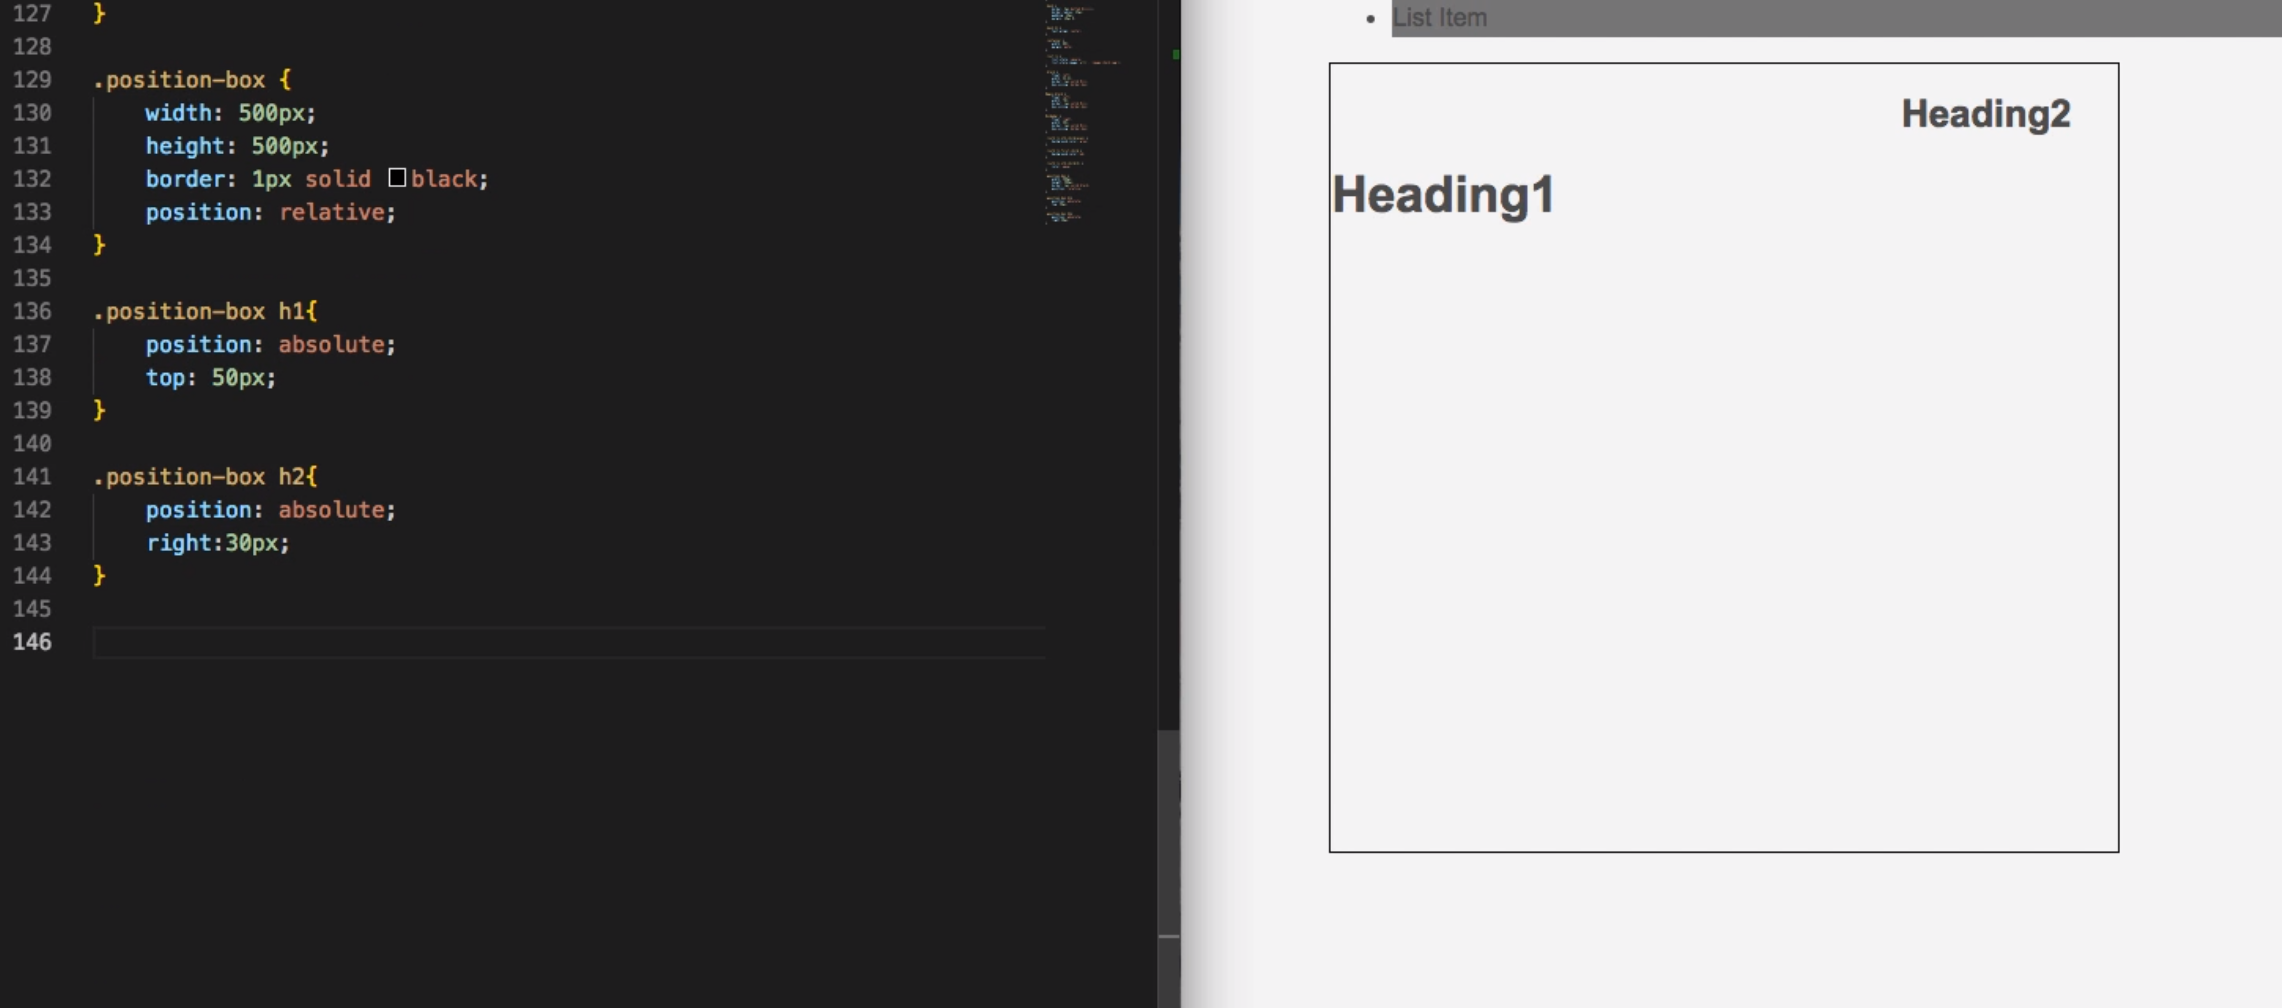 127 }
128
129 .position-box {
130 width: 500px;
131 height: 500px;
132 border: 1px solid black;
133 position: relative;
134 }
135
136 .position-box h1{
137 position: absolute;
138 top: 50px;
139 }
140
141 .position-box h2{
142 position: absolute;
143 right:30px;
144 }
145
146
List Item
Heading2
Heading1